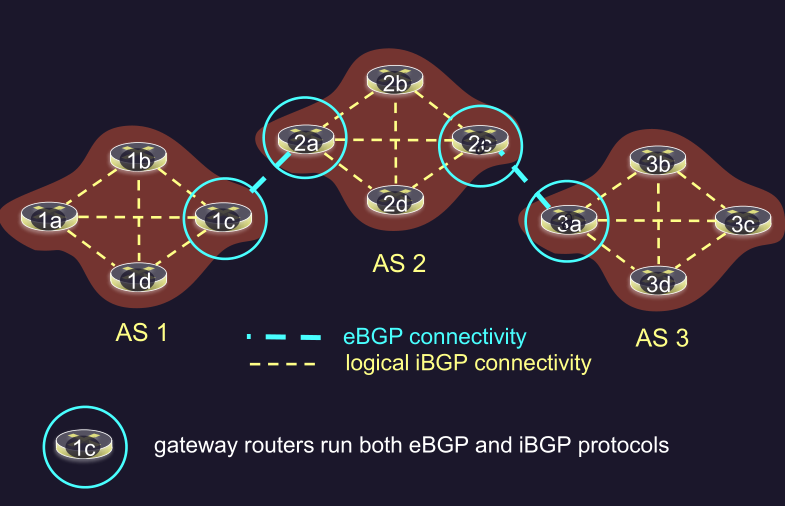 2b
2a
2c
2d
AS 2
1b
1a
1c
1d
AS 1
3b
3a
3c
3d
AS 3
eBGP connectivity
logical iBGP connectivity
1c
gateway routers run both eBGP and iBGP protocols